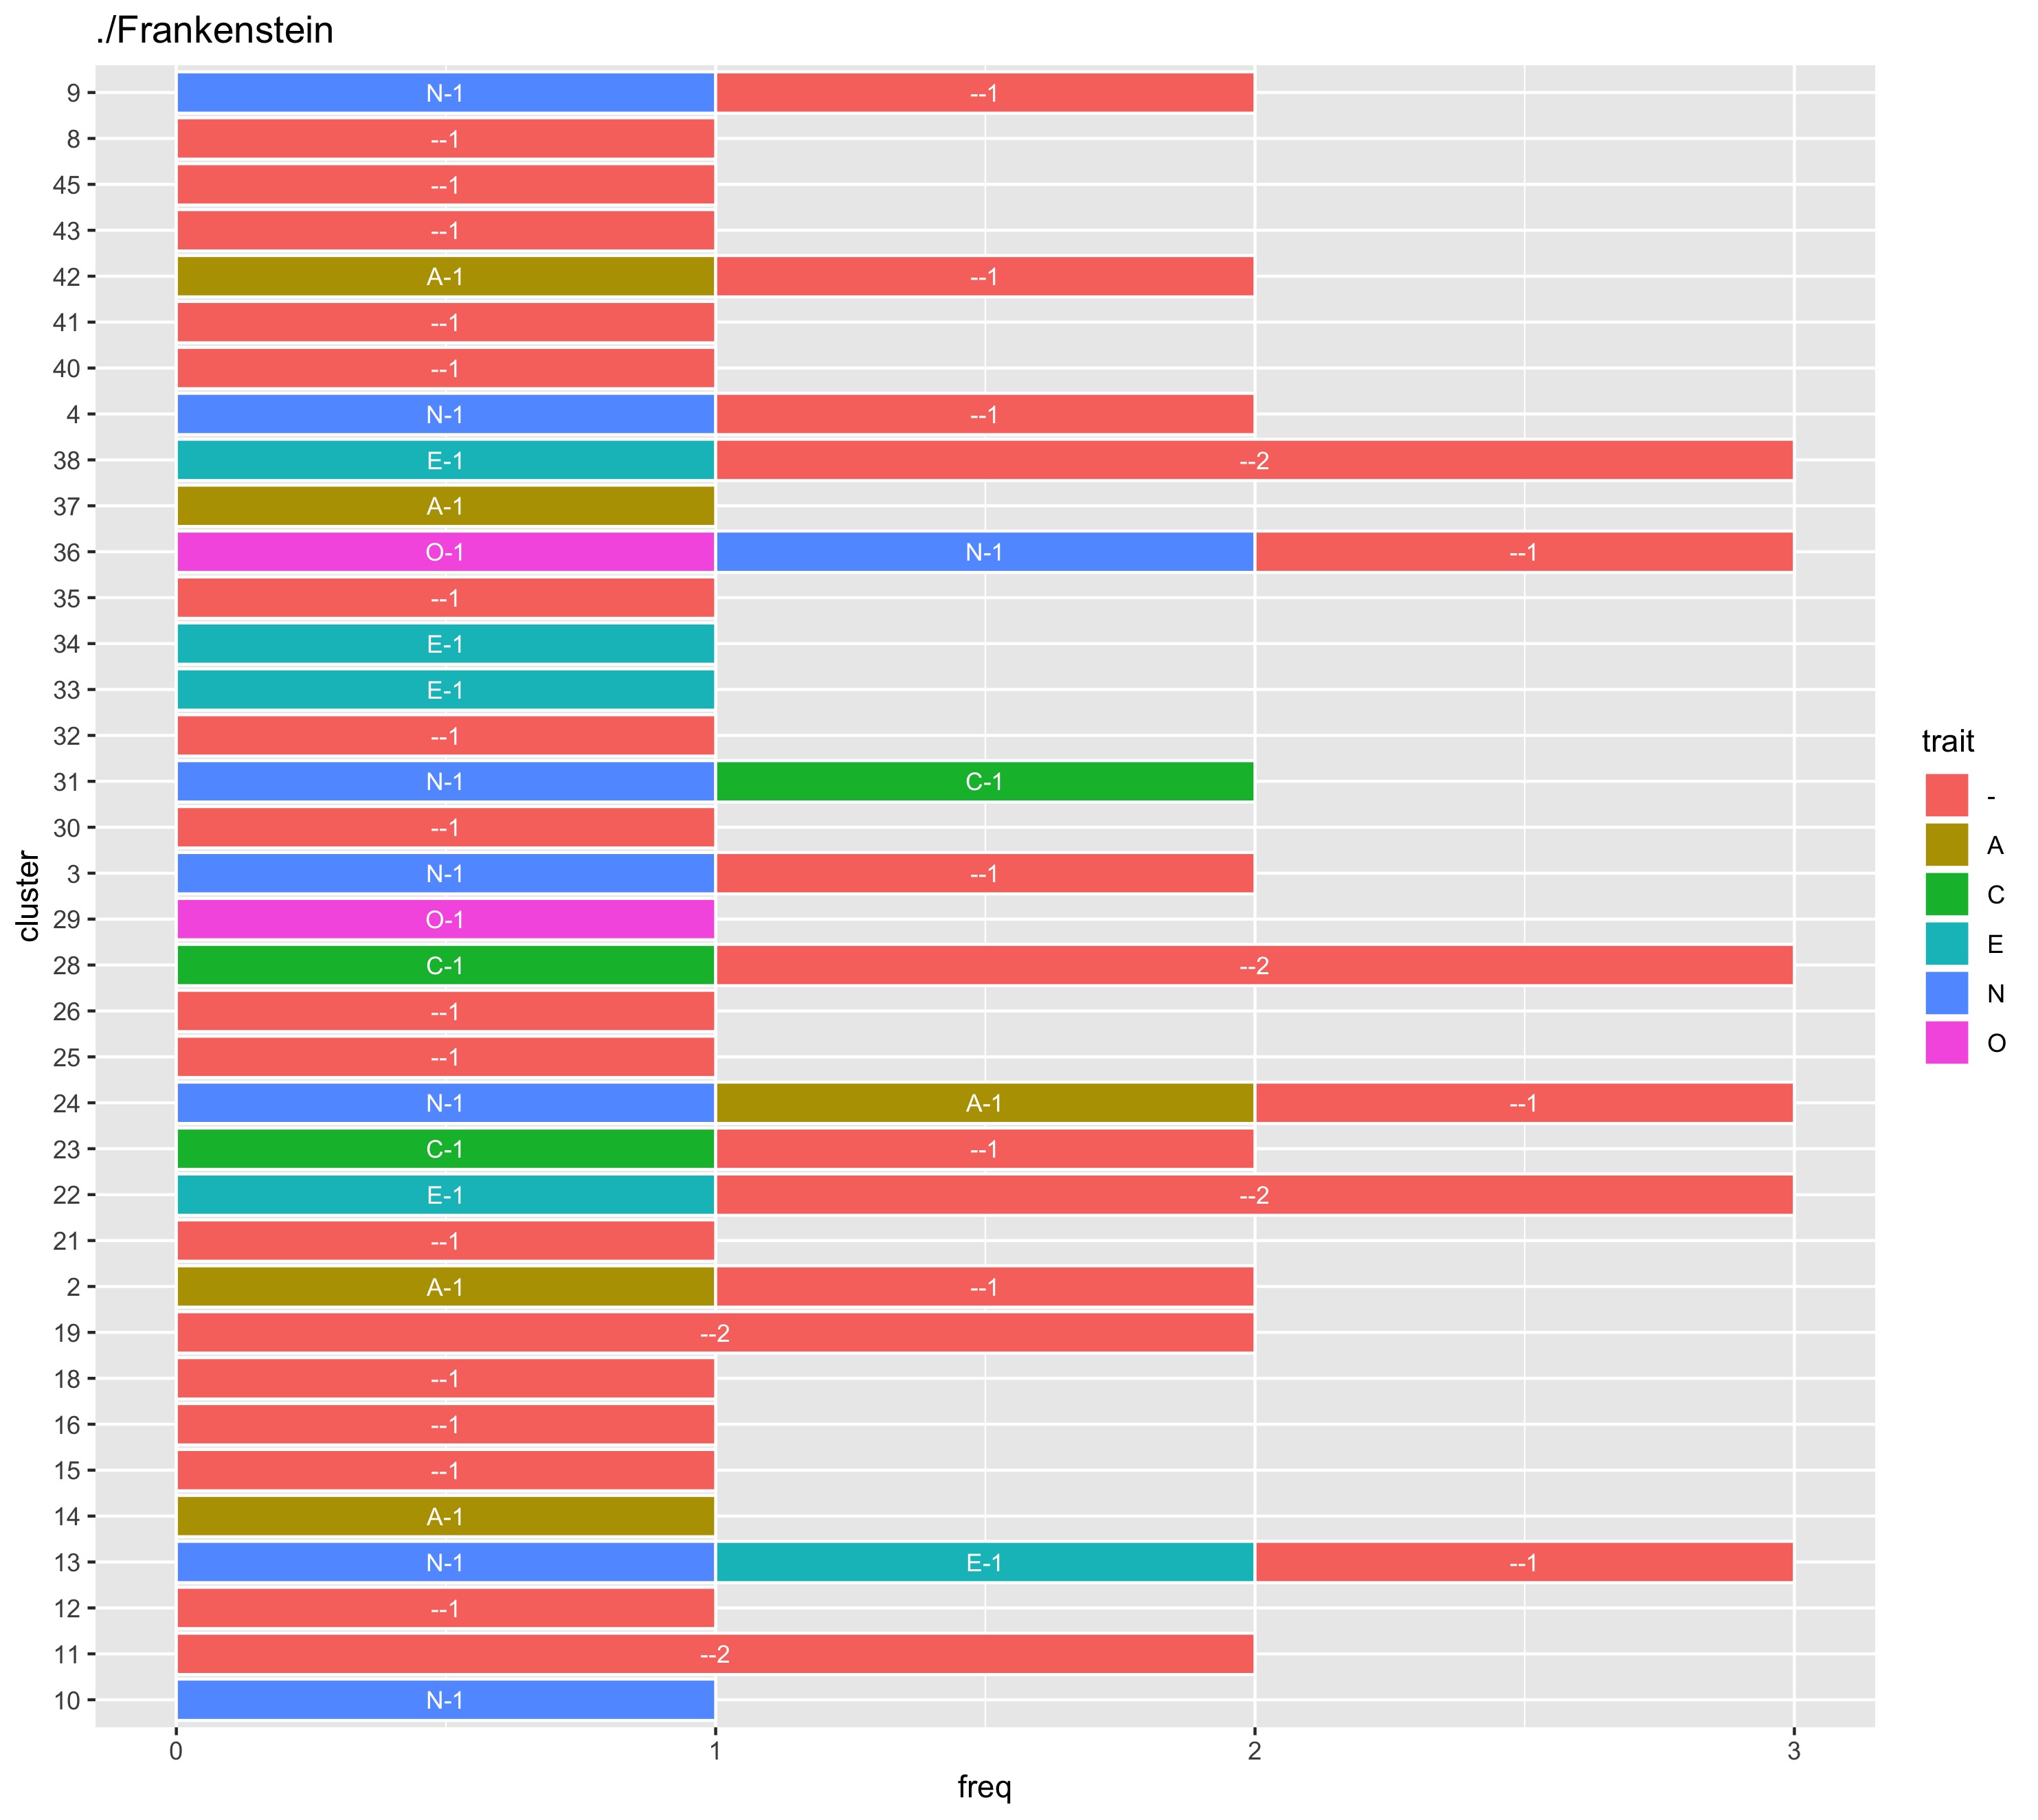 ./Frankenstein
9 N-1 --1
8 --1
45 --1
43 --1
42 A-1 --1
41 --1
40 --1
4 N-1 --1
38 E-1 --2
37 A-1
36 O-1 N-1 --1
35 --1
34 E-1
33 E-1
32 --1
31 N-1 C-1
30 --1
3 N-1 --1
29 O-1
28 C-1 --2
26 --1
25 --1
24 N-1 A-1 --1
23 C-1 --1
22 E-1 --2
21 --1
2 A-1 --1
19 --2
18 --1
16 --1
15 --1
14 A-1
13 N-1 E-1 --1
12 --1
11 --2
10 N-1
0 1 2 3
freq
cluster
trait
-
A
C
E
N
O